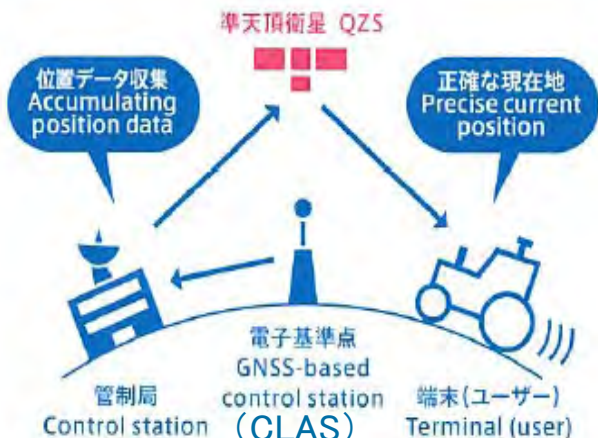 準天頂衛星 QZS
位置データ収集
Accumulating
position data
正確な現在地
Precise current
position
電子基準点
GNSS-based
control station
(CLAS)
管制局
Control station
端末(ユーザー)
Terminal (user)